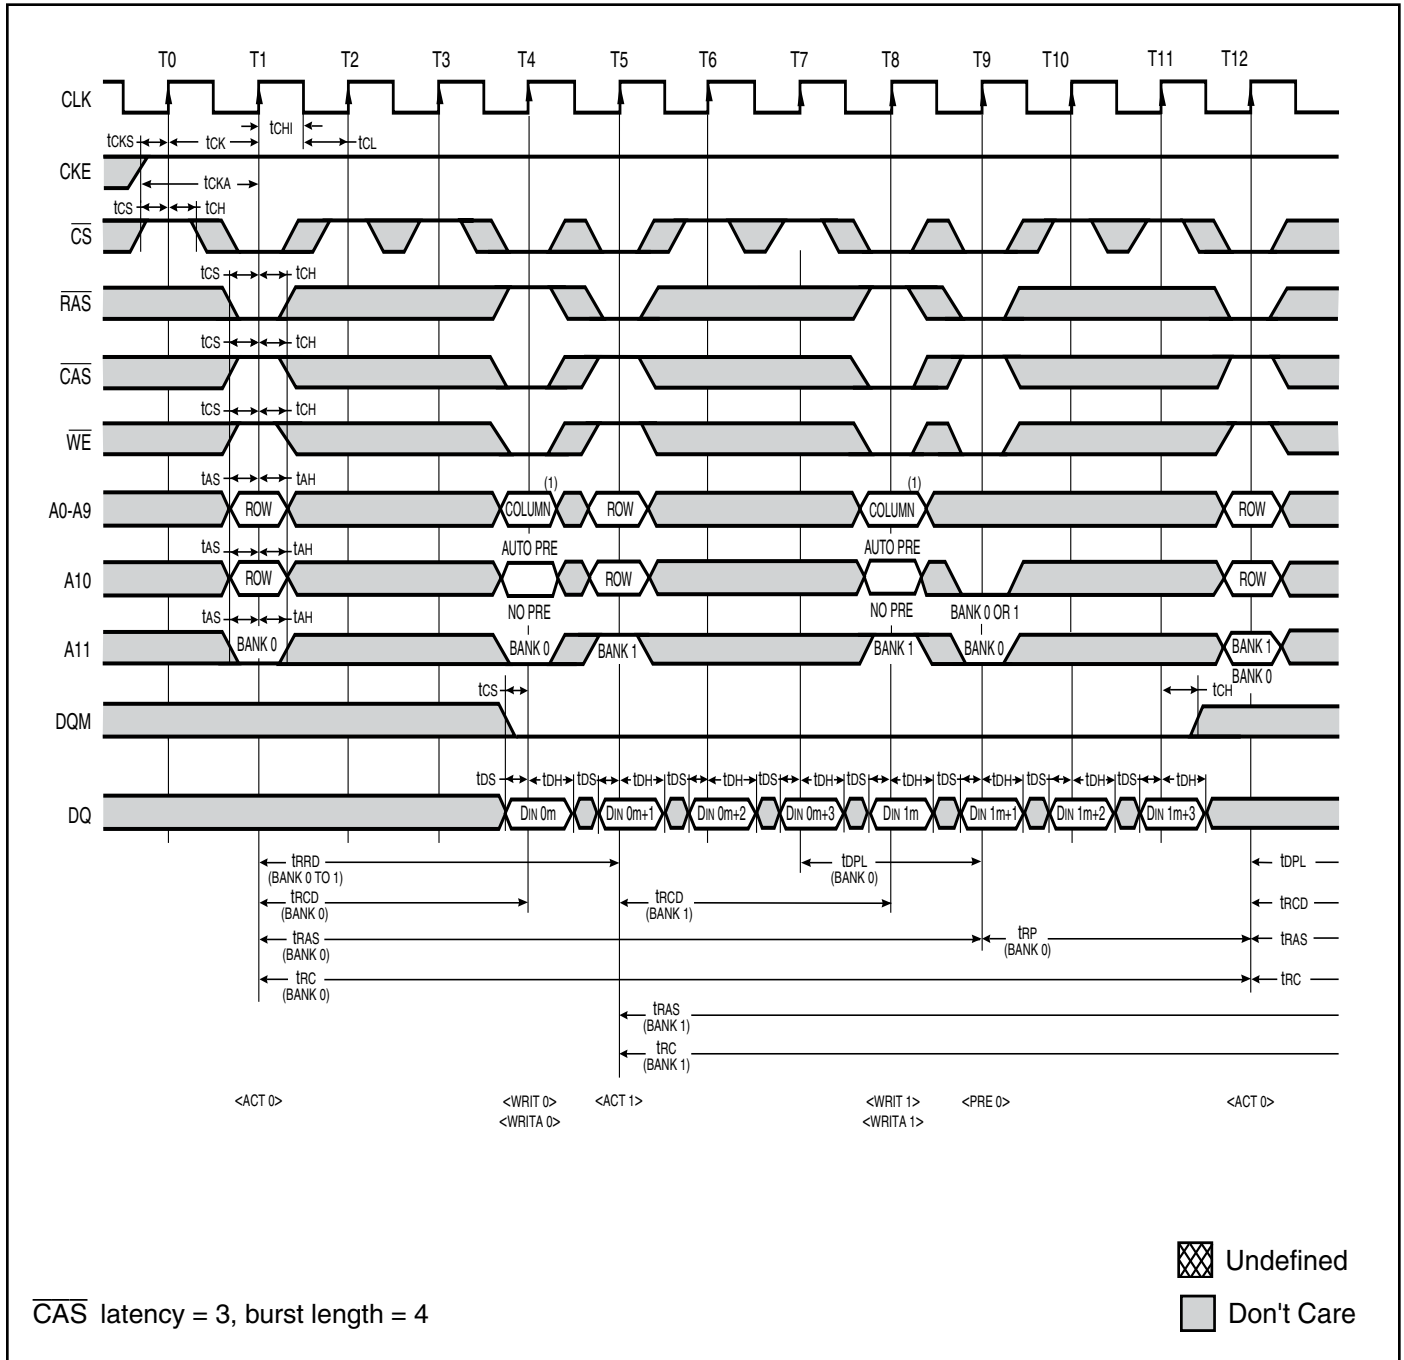 T0 T1 T2 T3 T4 T5 T6 T7 T8 T9 T10 T11 T12
CLK
tCHI
tCKS tCK tCL
CKE
tCKA
tCS tCH
CS
tCS tCH
RAS
tCS tCH
CAS
tCS tCH
WE
tAS tAH (1) (1)
A0-A9 ROW COLUMN ROW COLUMN ROW
tAS tAH AUTO PRE AUTO PRE
A10 ROW ROW ROW
tAS tAH NO PRE NO PRE BANK 0 OR 1
A11 BANK 0 BANK 0 BANK 1 BANK 1 BANK 0 BANK 1
BANK 0
tCS tCH
DQM
tDS tDH tDS tDH tDS tDH tDS tDH tDS tDH tDS tDH tDS tDH tDS tDH
DQ DIN 0m DIN 0m+1 DIN 0m+2 DIN 0m+3 DIN 1m DIN 1m+1 DIN 1m+2 DIN 1m+3
tRRD tDPL tDPL
(BANK 0 TO 1) (BANK 0)
tRCD tRCD tRCD
(BANK 0) (BANK 1)
tRAS tRP tRAS
(BANK 0) (BANK 0)
tRC tRC
(BANK 0)
tRAS
(BANK 1)
tRC
(BANK 1)
<ACT 0> <WRIT 0> <ACT 1> <WRIT 1> <PRE 0> <ACT 0>
<WRITA 0> <WRITA 1>
Undefined
CAS latency = 3, burst length = 4 Don't Care